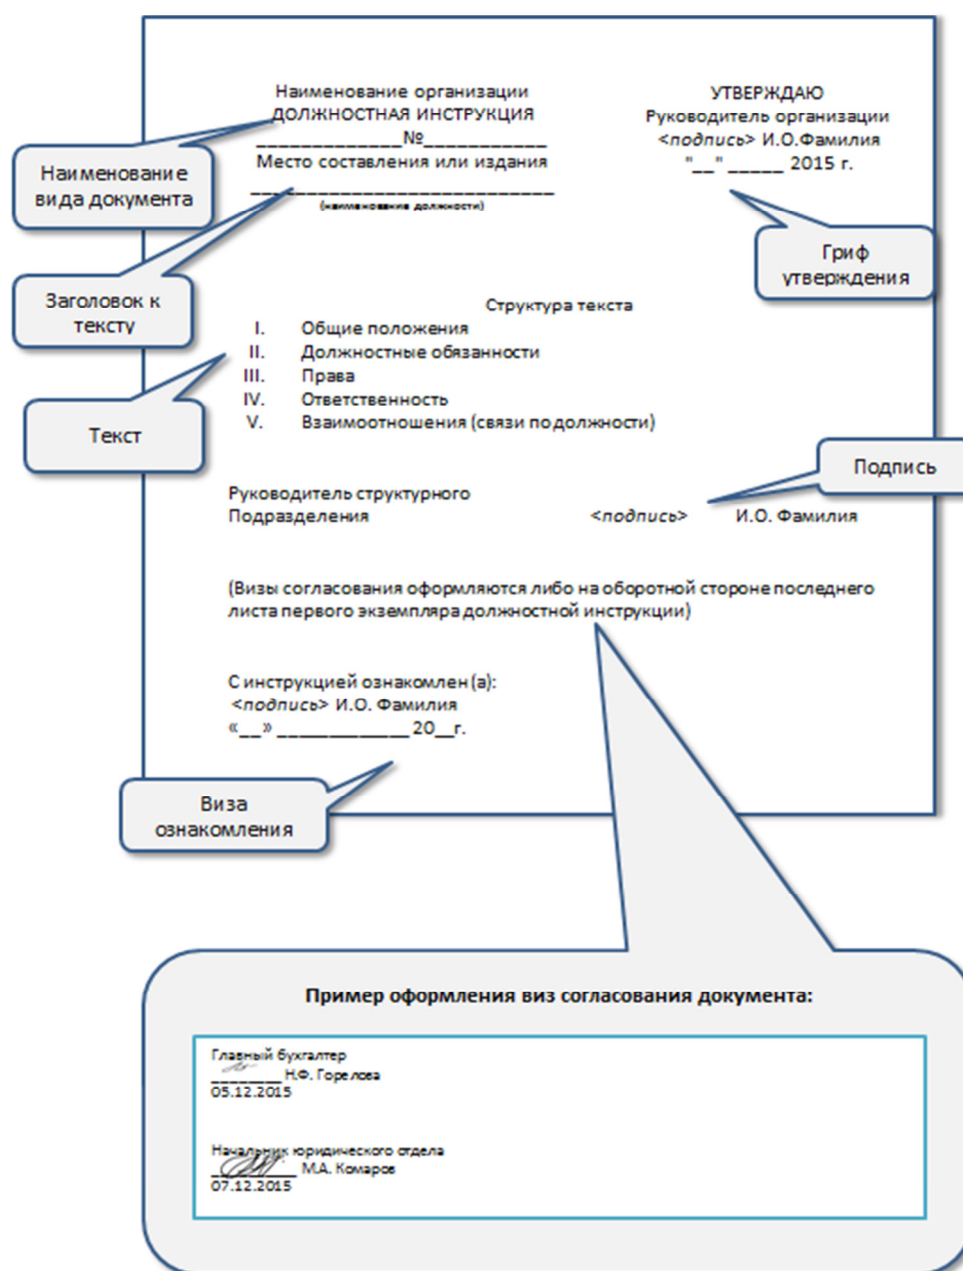 Наименование организации
ДОЛЖНОСТНАЯ ИНСТРУКЦИЯ
_____________№___________
Место составления или издания
___________________________
(наименование должности)
УТВЕРЖДАЮ
Руководитель организации
<подпись> И.О.Фамилия
"__" _____ 2015 г.
Наименование
вида документа
Гриф
утверждения
Заголовок к
тексту
Структура текста
I. Общие положения
II. Должностные обязанности
III. Права
IV. Ответственность
V. Взаимоотношения (связи по должности)
Текст
Подпись
Руководитель структурного
Подразделения <подпись> И.О. Фамилия
(Визы согласования оформляются либо на оборотной стороне последнего
листа первого экземпляра должностной инструкции)
С инструкцией ознакомлен(а):
<подпись> И.О. Фамилия
«__» ____________ 20__г.
Виза
ознакомления
Пример оформления виз согласования документа:
Главный бухгалтер
________ Н.Ф. Горелова
05.12.2015
Начальник юридического отдела
__________ М.А. Комаров
07.12.2015